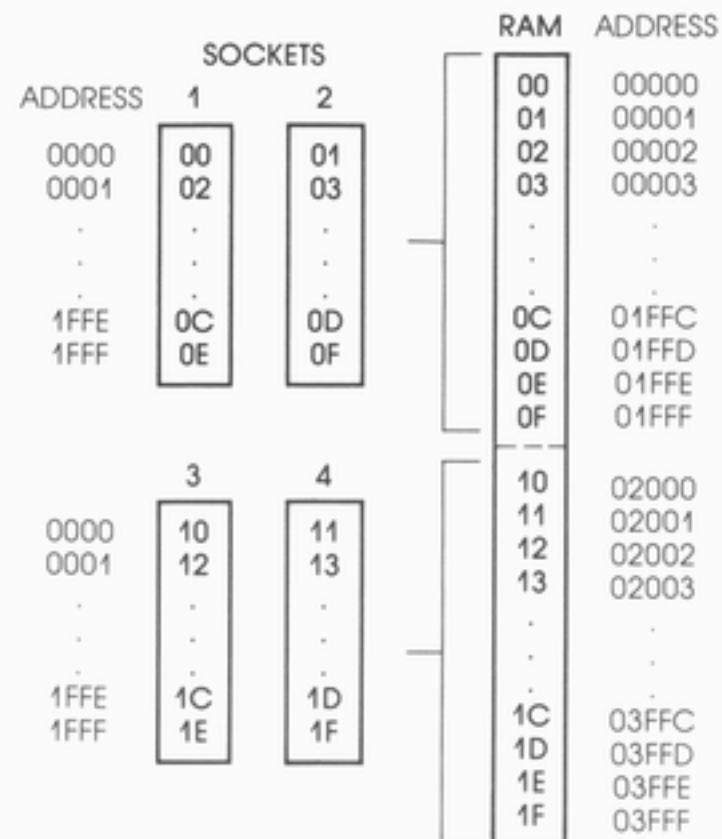 RAM ADDRESS
SOCKETS
ADDRESS 1 2
0000 00 01
0001 02 03
. . .
. . .
. . .
1FFE 0C 0D
1FFF 0E 0F
00 00000
01 00001
02 00002
03 00003
. .
. .
. .
0C 01FFC
0D 01FFD
0E 01FFE
0F 01FFF
3 4
0000 10 11
0001 12 13
. . .
. . .
. . .
1FFE 1C 1D
1FFF 1E 1F
10 02000
11 02001
12 02002
13 02003
. .
. .
. .
1C 03FFC
1D 03FFD
1E 03FFE
1F 03FFF